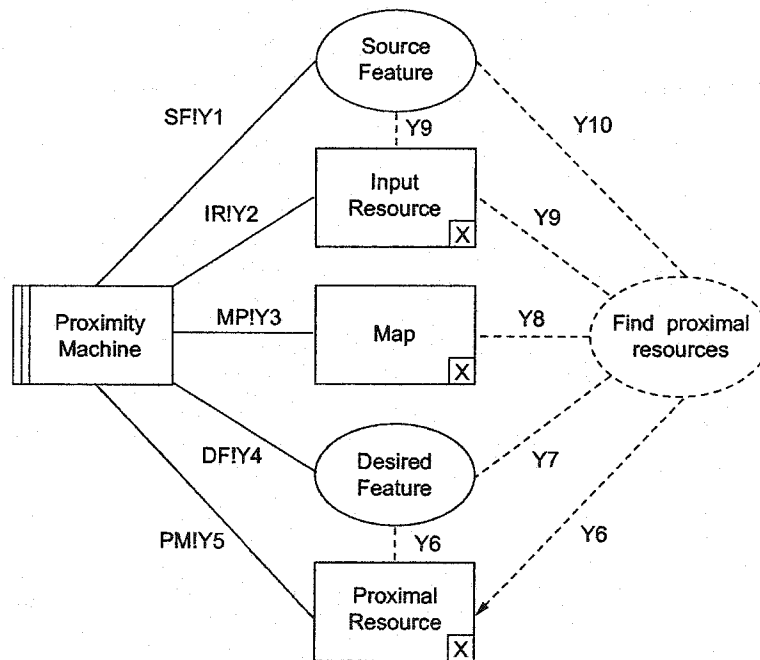 Source
Feature
SF!Y1
Y9
Y10
Input
Resource
X
IR!Y2
Y9
Proximity
Machine
MP!Y3
Map
X
Y8
Find proximal
resources
DF!Y4
Desired
Feature
Y7
PM!Y5
Y6
Y6
Proximal
Resource
X